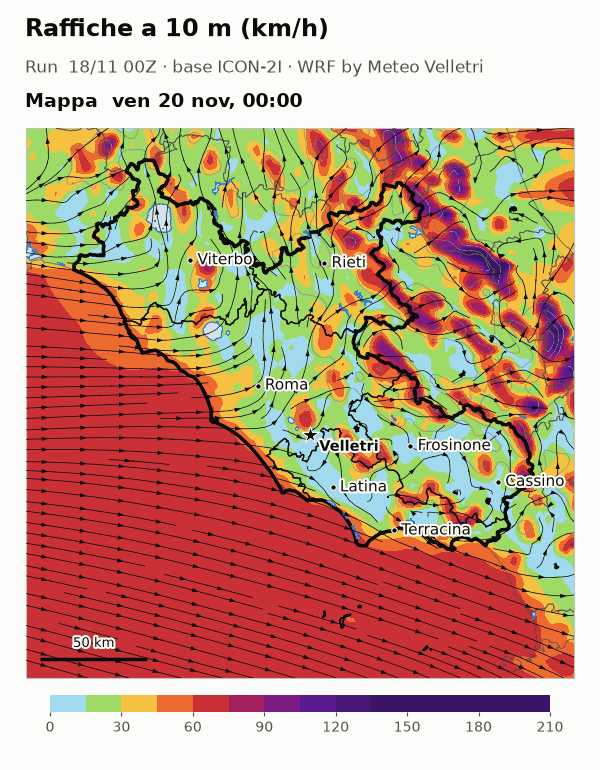 Raffiche a 10 m (km/h)
Run 18/11 00Z · base ICON-2I · WRF by Meteo Velletri
Mappa ven 20 nov, 00:00
Viterbo
Rieti
Roma
Velletri
Frosinone
Cassino
Latina
Terracina
50 km
0 30 60 90 120 150 180 210